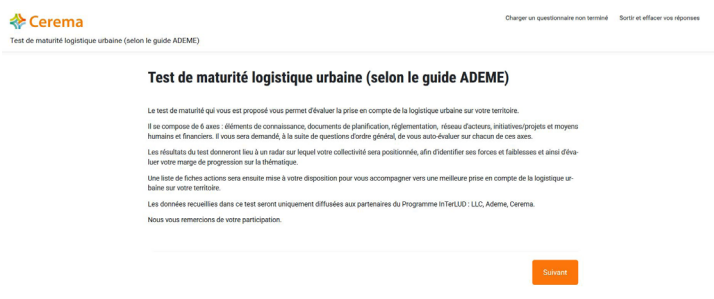 Cerema
Charger un questionnaire non terminé Sortir et effacer vos réponses
Test de maturité logistique urbaine (selon le guide ADEME)
Test de maturité logistique urbaine (selon le guide ADEME)
Le test de maturité qui vous est proposé vous permet d'évaluer la prise en compte de la logistique urbaine sur votre territoire.
Il se compose de 6 axes : éléments de connaissance, documents de planification, réglementation, réseau d'acteurs, initiatives/projets et moyens
humains et financiers. Il vous sera demandé, à la suite de questions d'ordre général, de vous auto-évaluer sur chacun de ces axes.
Les résultats du test donneront lieu à un radar sur lequel votre collectivité sera positionnée, afin d'identifier ses forces et faiblesses et ainsi d'éva-
luer votre marge de progression sur la thématique.
Une liste de fiches actions sera ensuite mise à votre disposition pour vous accompagner vers une meilleure prise en compte de la logistique ur-
baine sur votre territoire.
Les données recueillies dans ce test seront uniquement diffusées aux partenaires du Programme InTerLUD : LLC, Ademe, Cerema.
Nous vous remercions de votre participation.
Suivant